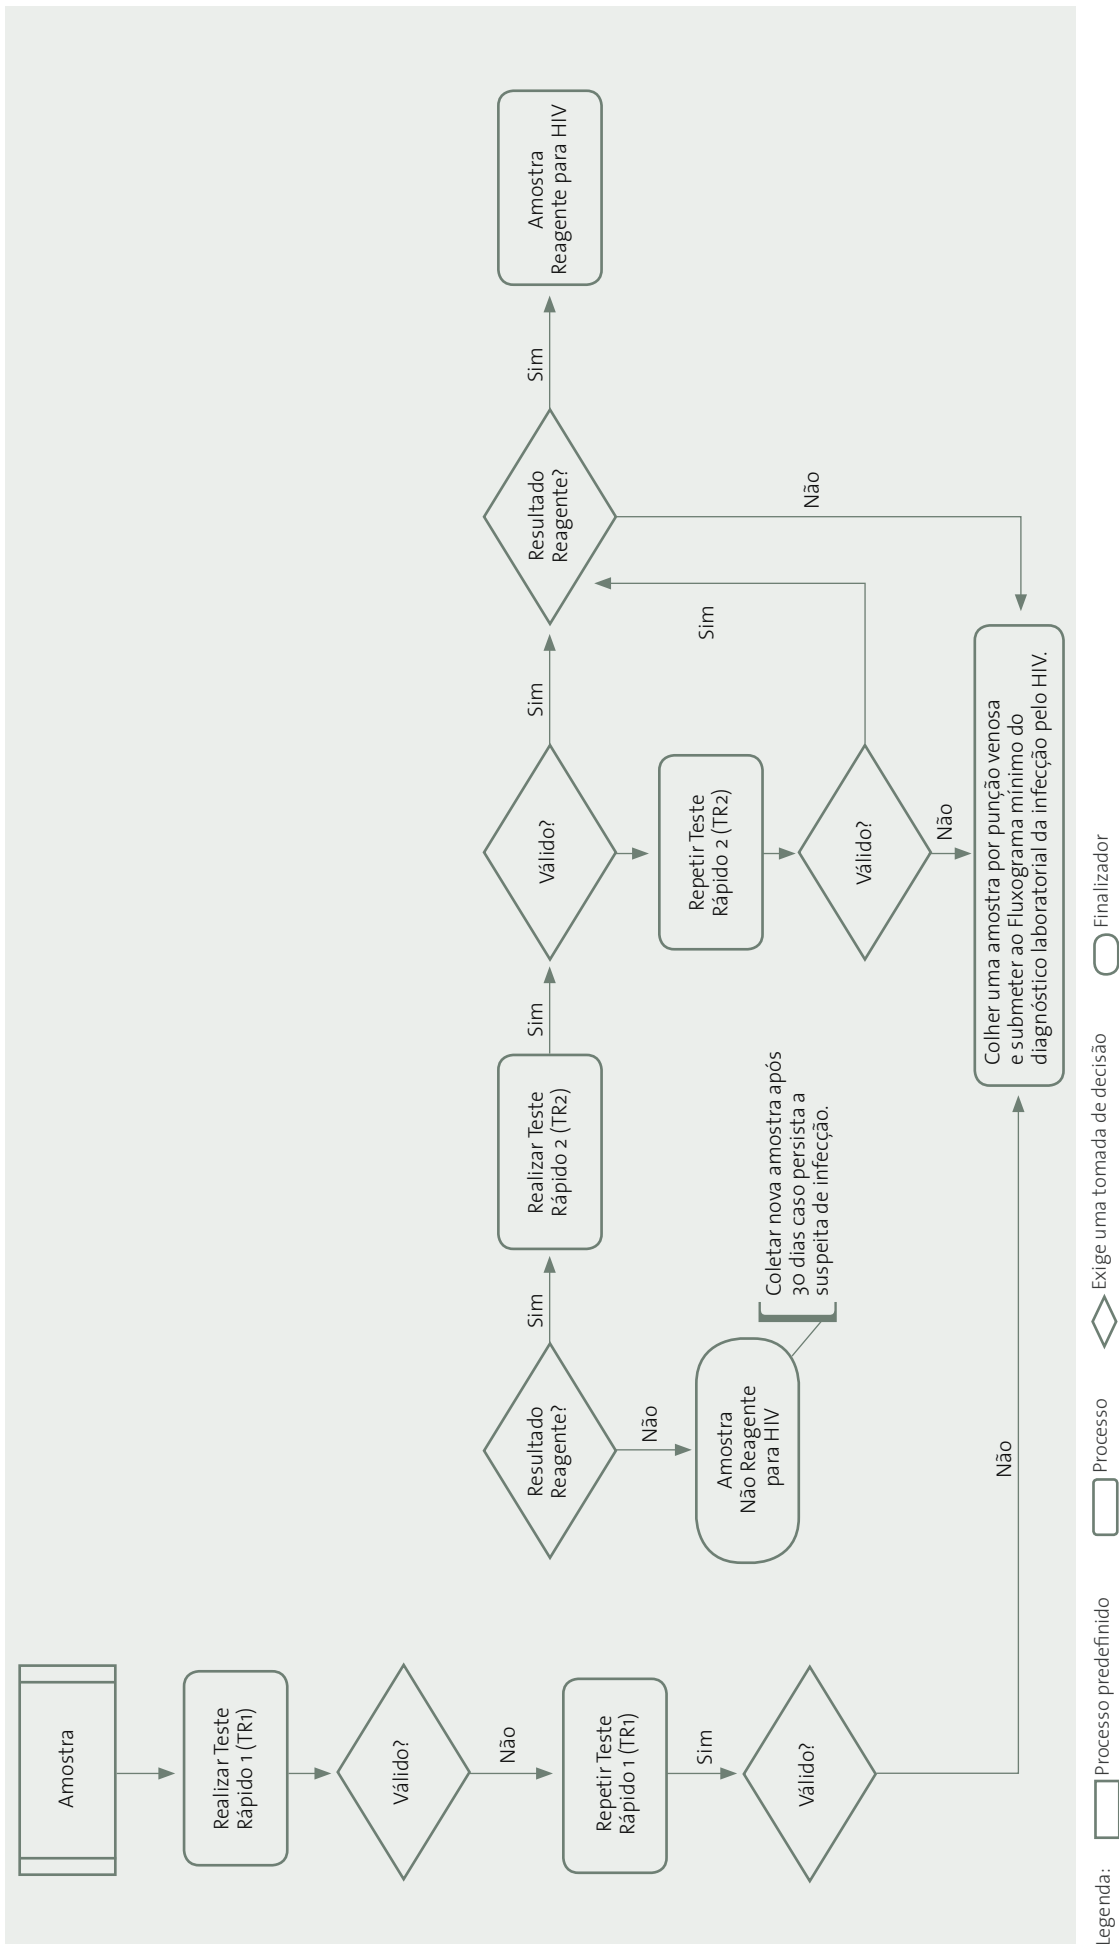 Amostra
Realizar Teste
Rápido 1 (TR1)
Válido?
Não
Repetir Teste
Rápido 1 (TR1)
Sim
Válido?
Não
Resultado
Reagente?
Não
Amostra
Não Reagente
para HIV
Coletar nova amostra após
30 dias caso persista a
suspeita de infecção.
Sim
Realizar Teste
Rápido 2 (TR2)
Sim
Válido?
Repetir Teste
Rápido 2 (TR2)
Válido?
Não
Sim
Sim
Resultado
Reagente?
Não
Sim
Amostra
Reagente para HIV
Colher uma amostra por punção venosa
e submeter ao Fluxograma mínimo do
diagnóstico laboratorial da infecção pelo HIV.
Legenda:
Processo predefinido
Processo
Exige uma tomada de decisão
Finalizador